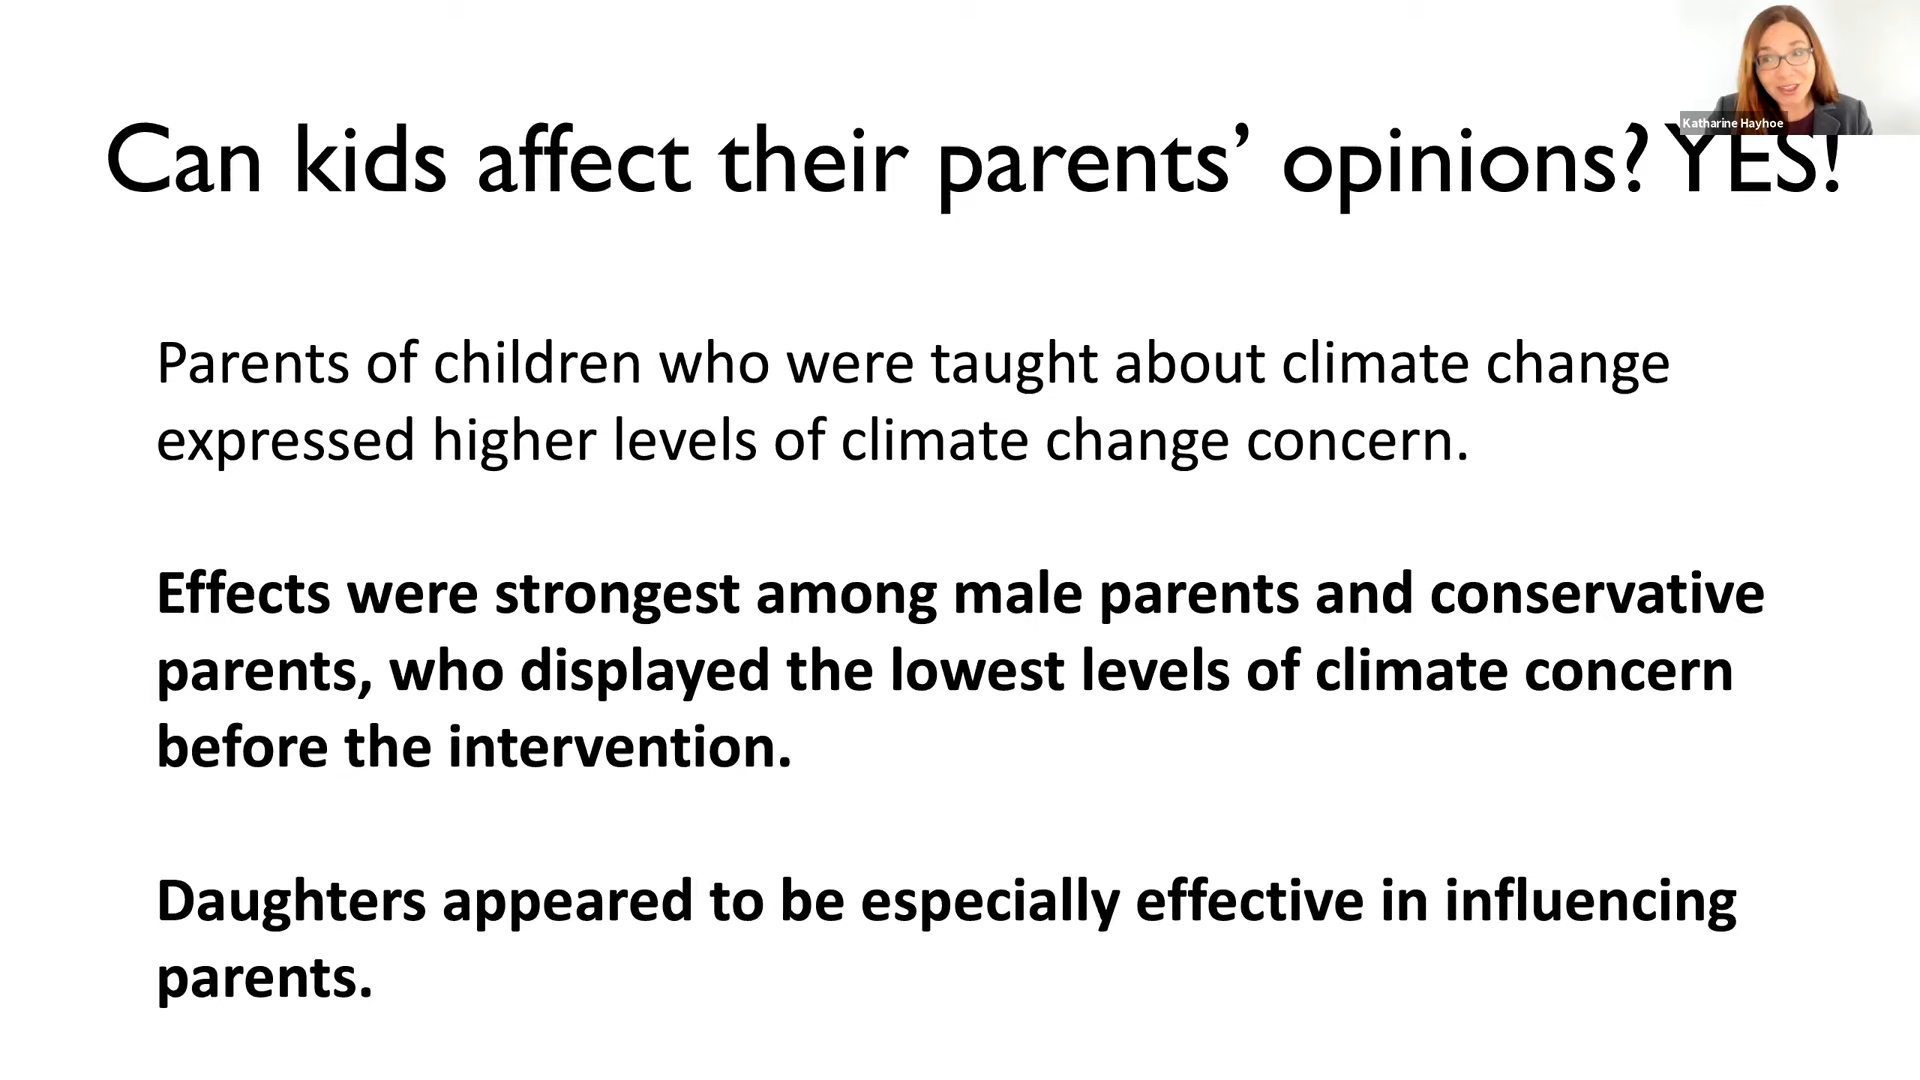 Katharine Hayhoe
Can kids affect their parents’ opinions? YES!
Parents of children who were taught about climate change
expressed higher levels of climate change concern.
Effects were strongest among male parents and conservative
parents, who displayed the lowest levels of climate concern
before the intervention.
Daughters appeared to be especially effective in influencing
parents.